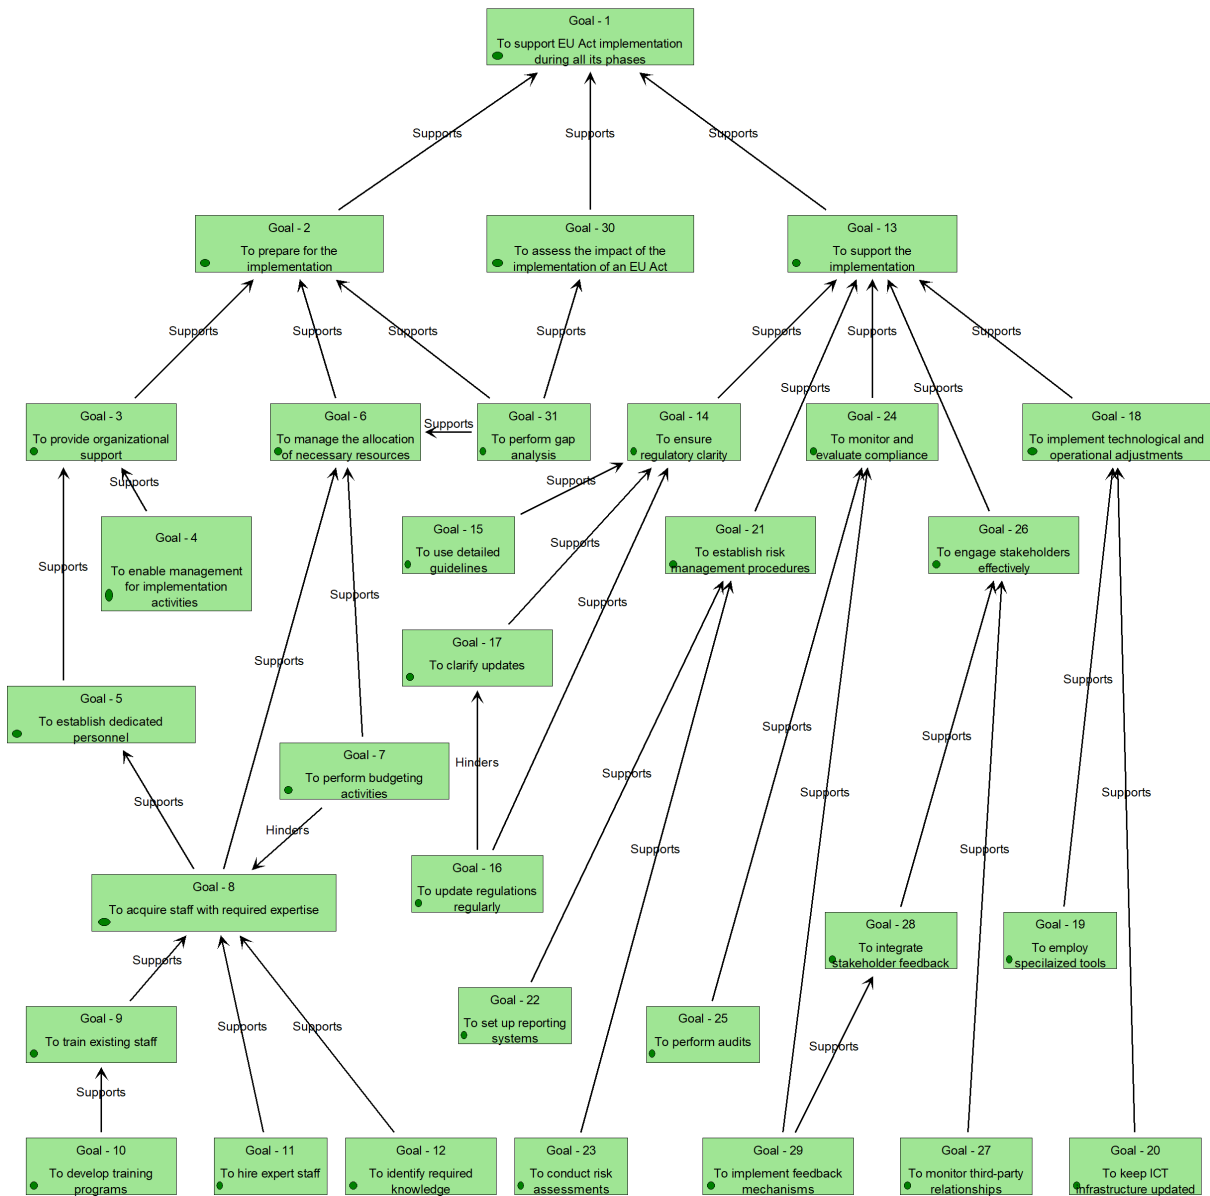 Goal - 1
To support EU Act implementation
during all its phases
Supports
Supports
Supports
Goal - 2
To prepare for the
implementation
Goal - 30
To assess the impact of the
implementation of an EU Act
Goal - 13
To support the
implementation
Supports
Supports
Supports
Supports
Supports
Supports
Supports
Supports
Supports
Goal - 3
To provide organizational
support
Goal - 6
To manage the allocation
of necessary resources
Supports
Goal - 31
To perform gap
analysis
Goal - 14
To ensure
regulatory clarity
Goal - 24
To monitor and
evaluate compliance
Goal - 18
To implement technological and
operational adjustments
Supports
Supports
Goal - 4
To enable management
for implementation
activities
Goal - 15
To use detailed
guidelines
Goal - 21
To establish risk
management procedures
Goal - 26
To engage stakeholders
effectively
Supports
Supports
Supports
Supports
Goal - 17
To clarify updates
Supports
Supports
Goal - 5
To establish dedicated
personnel
Supports
Supports
Goal - 7
To perform budgeting
activities
Hinders
Supports
Supports
Supports
Supports
Supports
Hinders
Supports
Supports
Goal - 8
To acquire staff with required expertise
Goal - 16
To update regulations
regularly
Goal - 28
To integrate
stakeholder feedback
Goal - 19
To employ
specilaized tools
Supports
Goal - 22
To set up reporting
systems
Goal - 9
To train existing staff
Supports
Supports
Goal - 25
To perform audits
Supports
Supports
Goal - 10
To develop training
programs
Goal - 11
To hire expert staff
Goal - 12
To identify required
knowledge
Goal - 23
To conduct risk
assessments
Goal - 29
To implement feedback
mechanisms
Goal - 27
To monitor third-party
relationships
Goal - 20
To keep ICT
infrastructure updated